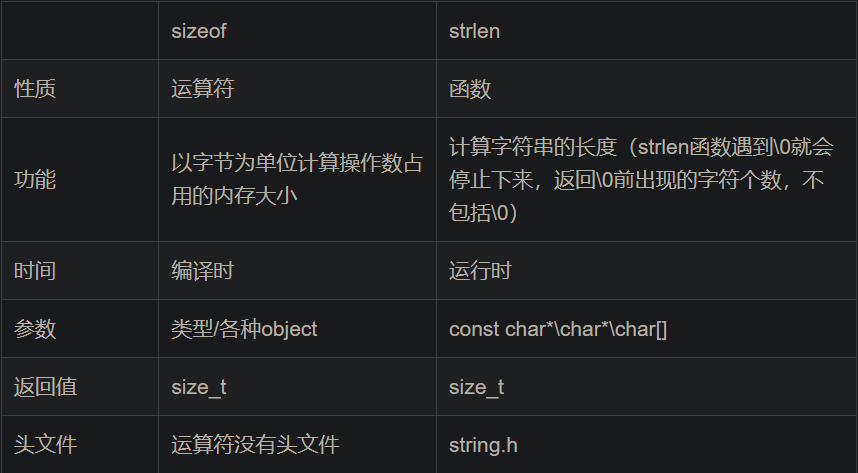 sizeof
strlen
性质
运算符
函数
功能
以字节为单位计算操作数占
用的内存大小
计算字符串的长度（strlen函数遇到\0就会
停止下来，返回\0前出现的字符个数，不
包括\0）
时间
编译时
运行时
参数
类型/各种object
const char*\char*\char[]
返回值
size_t
size_t
头文件
运算符没有头文件
string.h